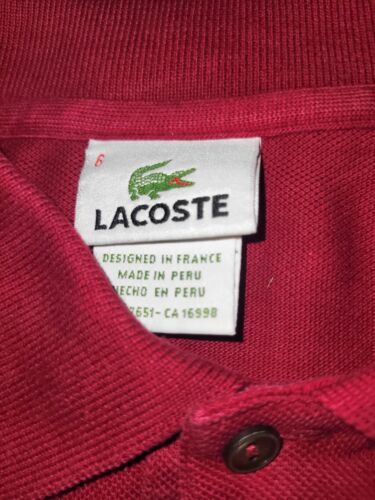 6
LACOSTE
DESIGNED IN FRANCE
MADE IN PERU
HECHO EN PERU
7651-CA 16998